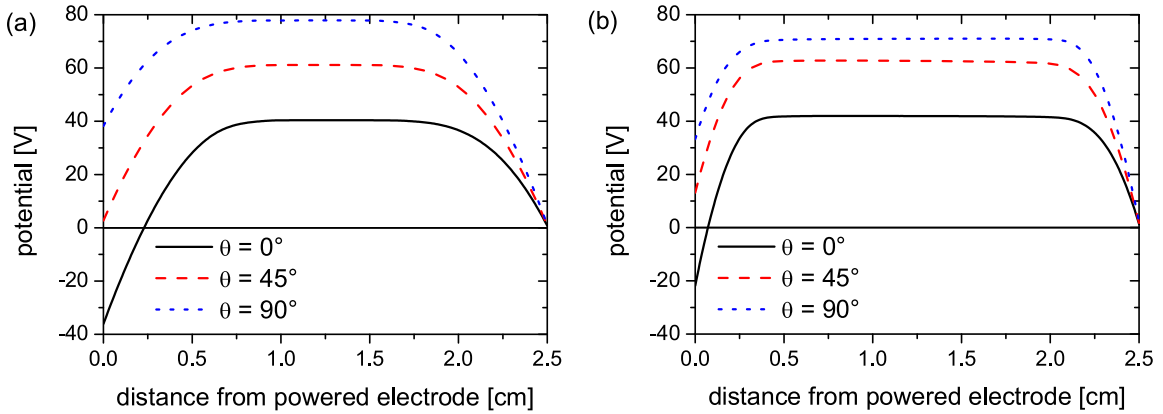 (a)
potential [V]
80
60
40
20
0
-20
-40
θ = 0°
θ = 45°
θ = 90°
0.0 0.5 1.0 1.5 2.0 2.5
distance from powered electrode [cm]
(b)
potential [V]
80
60
40
20
0
-20
-40
θ = 0°
θ = 45°
θ = 90°
0.0 0.5 1.0 1.5 2.0 2.5
distance from powered electrode [cm]